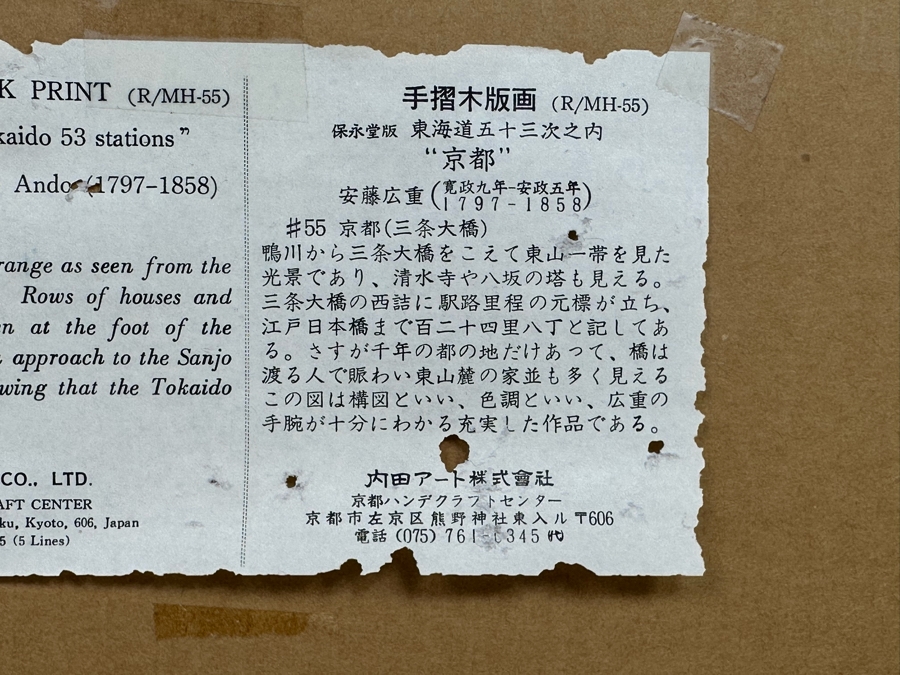 K PRINT (R/MH-55)
kaido 53 stations”
Ando (1797–1858)
range as seen from the
Rows of houses and
n at the foot of the
approach to the Sanjo
wing that the Tokaido
CO., LTD.
AFT CENTER
ku, Kyoto, 606, Japan
5 (5 Lines)
手摺木版画 (R/MH-55)
保永堂版 東海道五十三次之内
“京都”
安藤広重 (寛政九年-安政五年
1797-1858)
#55 京都(三条大橋)
鴨川から三条大橋をこえて東山一帯を見た
光景であり、清水寺や八坂の塔も見える。
三条大橋の西詰に駅路里程の元標が立ち、
江戸日本橋まで百二十四里八丁と記してあ
る。さすが千年の都の地だけあって、橋は
渡る人で賑わい東山麓の家並も多く見える
この図は構図といい、色調といい、広重の
手腕が十分にわかる充実した作品である。
内田アート株式會社
京都ハンデクラフトセンター
京都市左京区熊野神社東入ル〒606
電話 (075) 761-0345 代